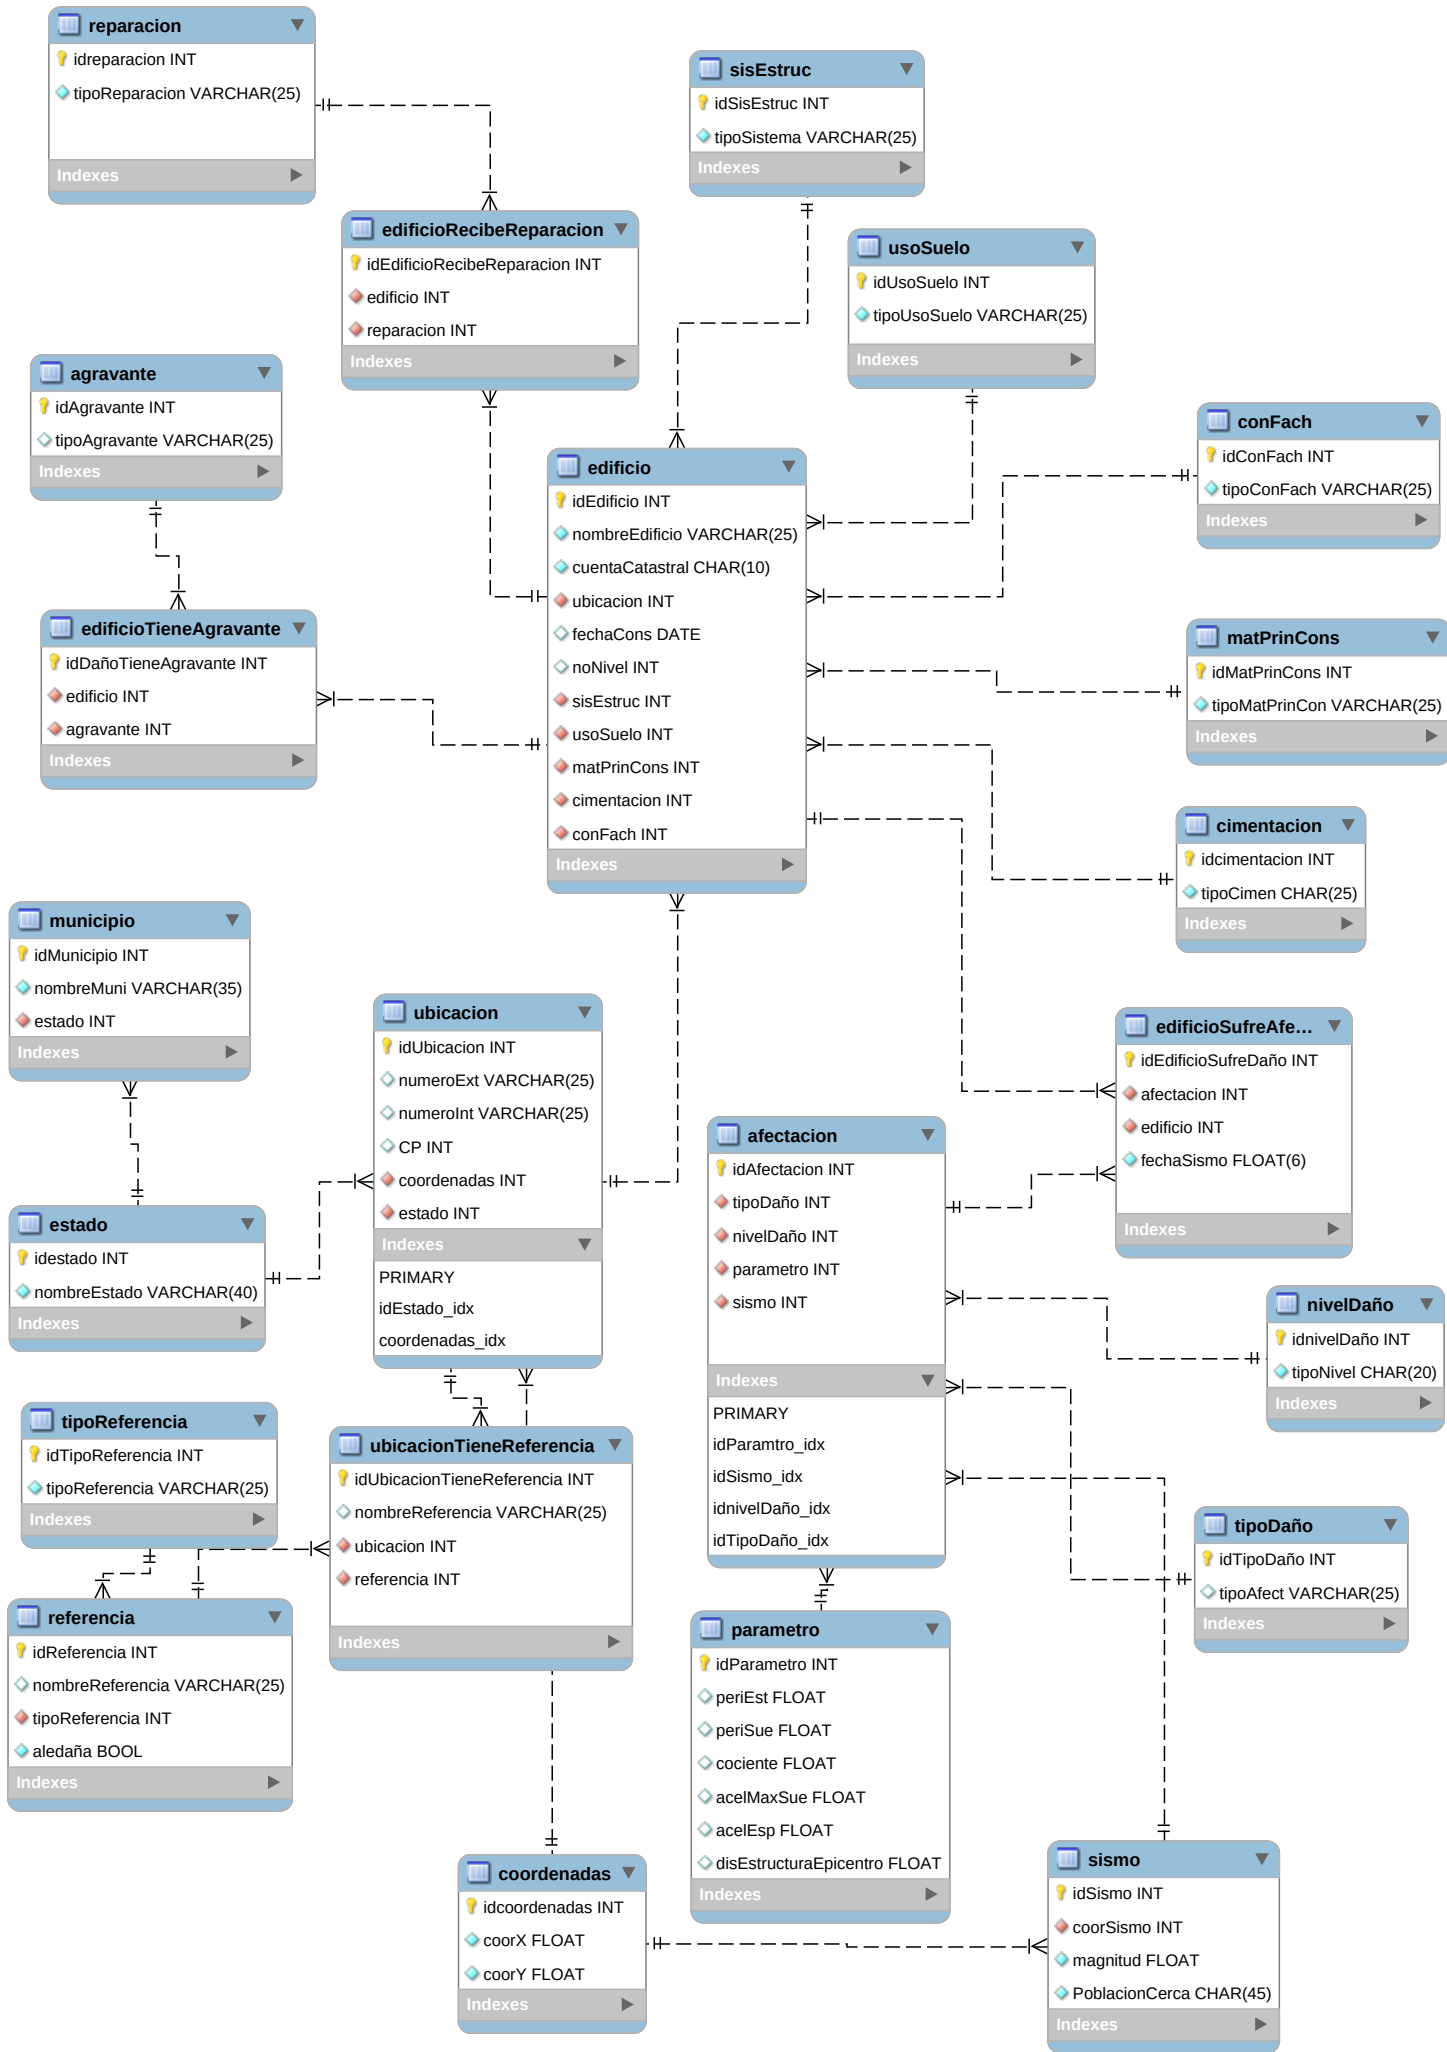 reparacion
idreparacion INT
tipoReparacion VARCHAR(25)
Indexes
sisEstruc
idSisEstruc INT
tipoSistema VARCHAR(25)
Indexes
edificioRecibeReparacion
idEdificioRecibeReparacion INT
edificio INT
reparacion INT
Indexes
usoSuelo
idUsoSuelo INT
tipoUsoSuelo VARCHAR(25)
Indexes
agravante
idAgravante INT
tipoAgravante VARCHAR(25)
Indexes
conFach
idConFach INT
tipoConFach VARCHAR(25)
Indexes
edificio
idEdificio INT
nombreEdificio VARCHAR(25)
cuentaCatastral CHAR(10)
ubicacion INT
fechaCons DATE
noNivel INT
sisEstruc INT
usoSuelo INT
matPrinCons INT
cimentacion INT
conFach INT
Indexes
edificioTieneAgravante
idDañoTieneAgravante INT
edificio INT
agravante INT
Indexes
matPrinCons
idMatPrinCons INT
tipoMatPrinCon VARCHAR(25)
Indexes
cimentacion
idcimentacion INT
tipoCimen CHAR(25)
Indexes
municipio
idMunicipio INT
nombreMuni VARCHAR(35)
estado INT
Indexes
ubicacion
idUbicacion INT
numeroExt VARCHAR(25)
numeroInt VARCHAR(25)
CP INT
coordenadas INT
estado INT
Indexes
PRIMARY
idEstado_idx
coordenadas_idx
edificioSufreAfe...
idEdificioSufreDaño INT
afectacion INT
edificio INT
fechaSismo FLOAT(6)
Indexes
afectacion
idAfectacion INT
tipoDaño INT
nivelDaño INT
parametro INT
sismo INT
Indexes
PRIMARY
idParamtro_idx
idSismo_idx
idnivelDaño_idx
idTipoDaño_idx
estado
idestado INT
nombreEstado VARCHAR(40)
Indexes
nivelDaño
idnivelDaño INT
tipoNivel CHAR(20)
Indexes
tipoReferencia
idTipoReferencia INT
tipoReferencia VARCHAR(25)
Indexes
ubicacionTieneReferencia
idUbicacionTieneReferencia INT
nombreReferencia VARCHAR(25)
ubicacion INT
referencia INT
Indexes
tipoDaño
idTipoDaño INT
tipoAfect VARCHAR(25)
Indexes
referencia
idReferencia INT
nombreReferencia VARCHAR(25)
tipoReferencia INT
aledaña BOOL
Indexes
parametro
idParametro INT
periEst FLOAT
periSue FLOAT
cociente FLOAT
acelMaxSue FLOAT
acelEsp FLOAT
disEstructuraEpicentro FLOAT
Indexes
coordenadas
idcoordenadas INT
coorX FLOAT
coorY FLOAT
Indexes
sismo
idSismo INT
coorSismo INT
magnitud FLOAT
PoblacionCerca CHAR(45)
Indexes